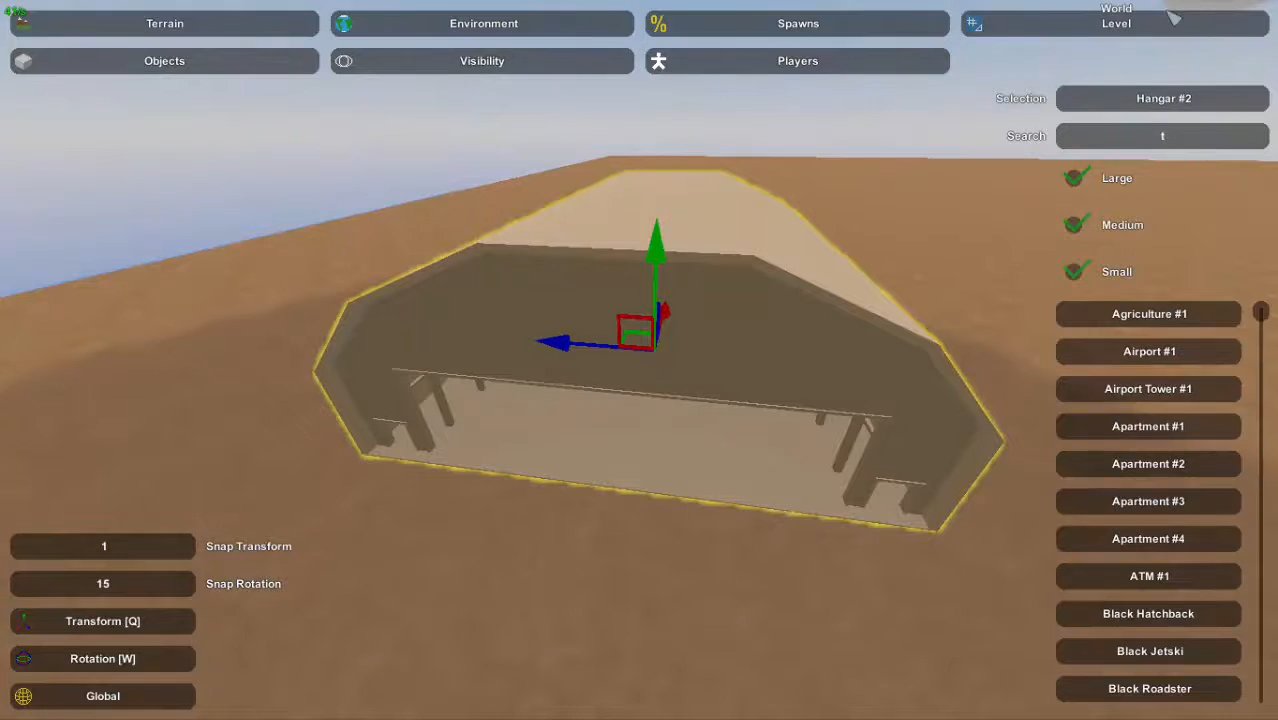 Terrain
Environment
Spawns
World
Level
Objects
Visibility
Players
Selection
Hangar #2
Search
t
Large
Medium
Small
Agriculture #1
Airport #1
Airport Tower #1
Apartment #1
Apartment #2
Apartment #3
Apartment #4
ATM #1
Black Hatchback
Black Jetski
Black Roadster
1
Snap Transform
15
Snap Rotation
Transform [Q]
Rotation [W]
Global